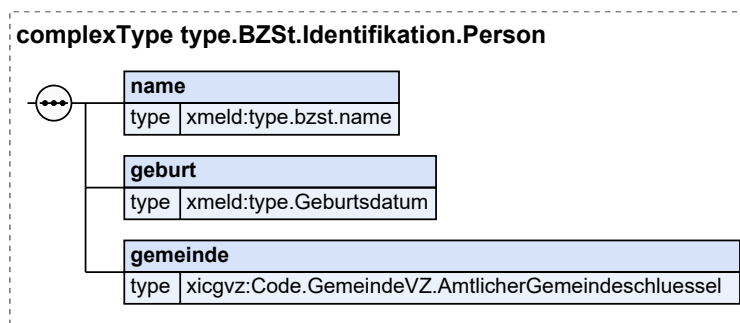 complexType type.BZSt.Identifikation.Person
name
type xmeld:type.bzst.name
geburt
type xmeld:type.Geburtsdatum
gemeinde
type xicgvz:Code.GemeindeVZ.AmtlicherGemeindeschluessel